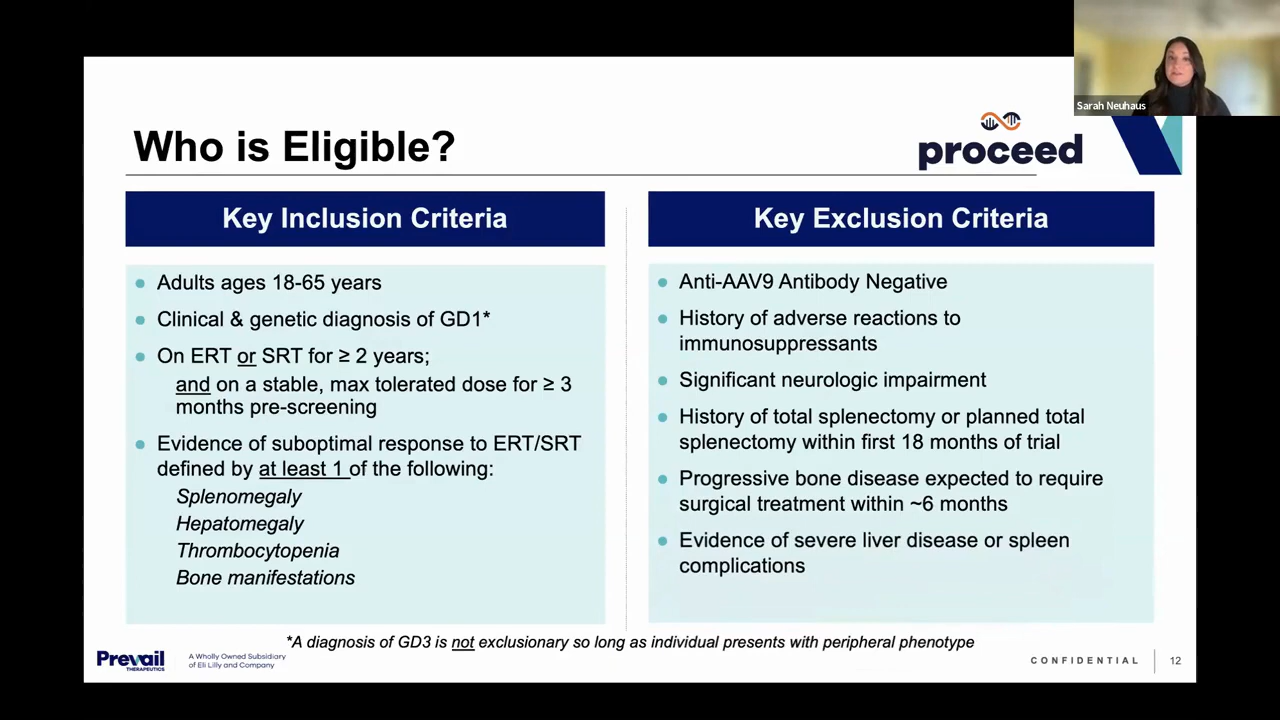 Sarah Neuhaus
Who is Eligible?
proceed
Key Inclusion Criteria
Adults ages 18-65 years
Clinical & genetic diagnosis of GD1*
On ERT or SRT for ≥ 2 years;
and on a stable, max tolerated dose for ≥ 3
months pre-screening
Evidence of suboptimal response to ERT/SRT
defined by at least 1 of the following:
Splenomegaly
Hepatomegaly
Thrombocytopenia
Bone manifestations
Key Exclusion Criteria
Anti-AAV9 Antibody Negative
History of adverse reactions to
immunosuppressants
Significant neurologic impairment
History of total splenectomy or planned total
splenectomy within first 18 months of trial
Progressive bone disease expected to require
surgical treatment within ~6 months
Evidence of severe liver disease or spleen
complications
*A diagnosis of GD3 is not exclusionary so long as individual presents with peripheral phenotype
Prevail
THERAPEUTICS
A Wholly Owned Subsidiary
of Eli Lilly and Company
CONFIDENTIAL
12